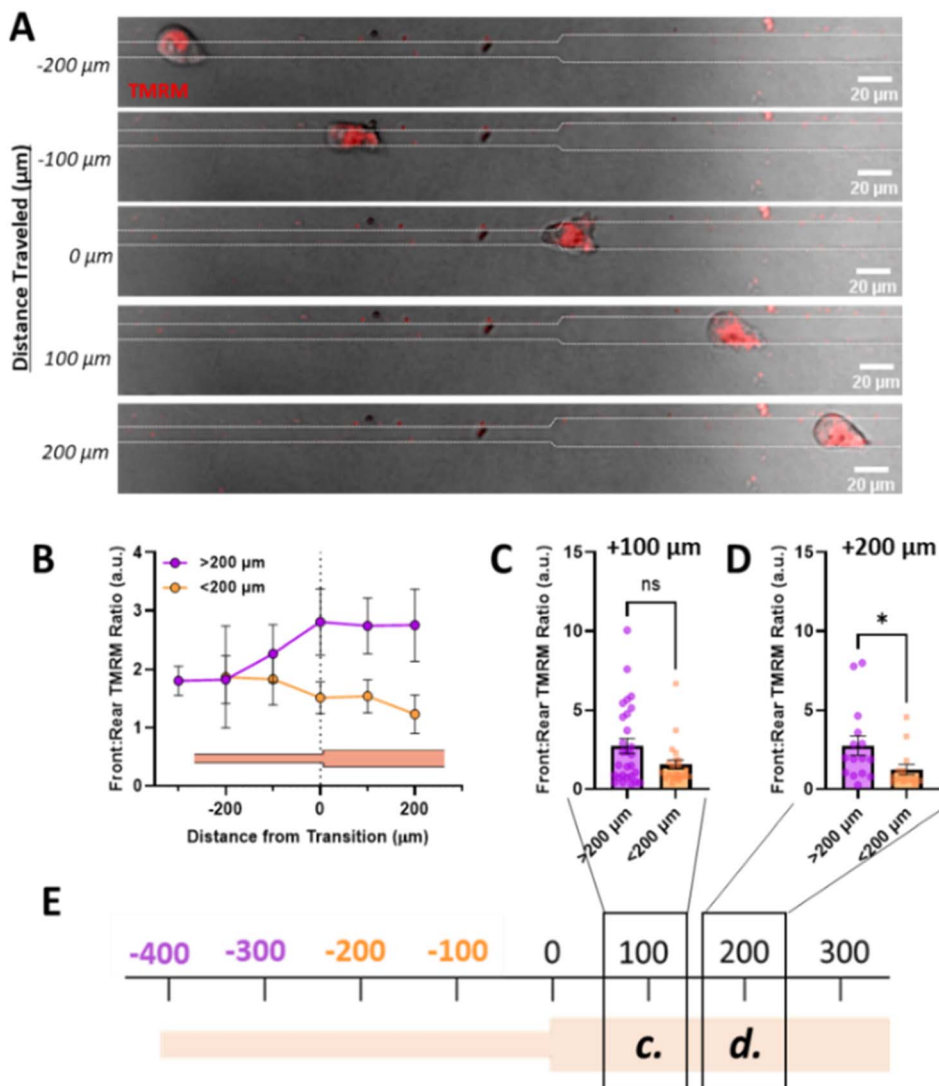 A
-200 µm
TMRM
20 µm
-100 µm
20 µm
Distance Traveled (µm)
0 µm
20 µm
100 µm
20 µm
200 µm
20 µm
B
Front:Rear TMRM Ratio (a.u.)
4
3
2
1
0
>200 µm
<200 µm
-200
0
200
Distance from Transition (µm)
C
+100 µm
Front:Rear TMRM Ratio (a.u.)
15
10
5
0
ns
>200 µm
<200 µm
D
+200 µm
Front:Rear TMRM Ratio (a.u.)
15
10
5
0
*
>200 µm
<200 µm
E
-400 -300 -200 -100 0 100 200 300
c. d.